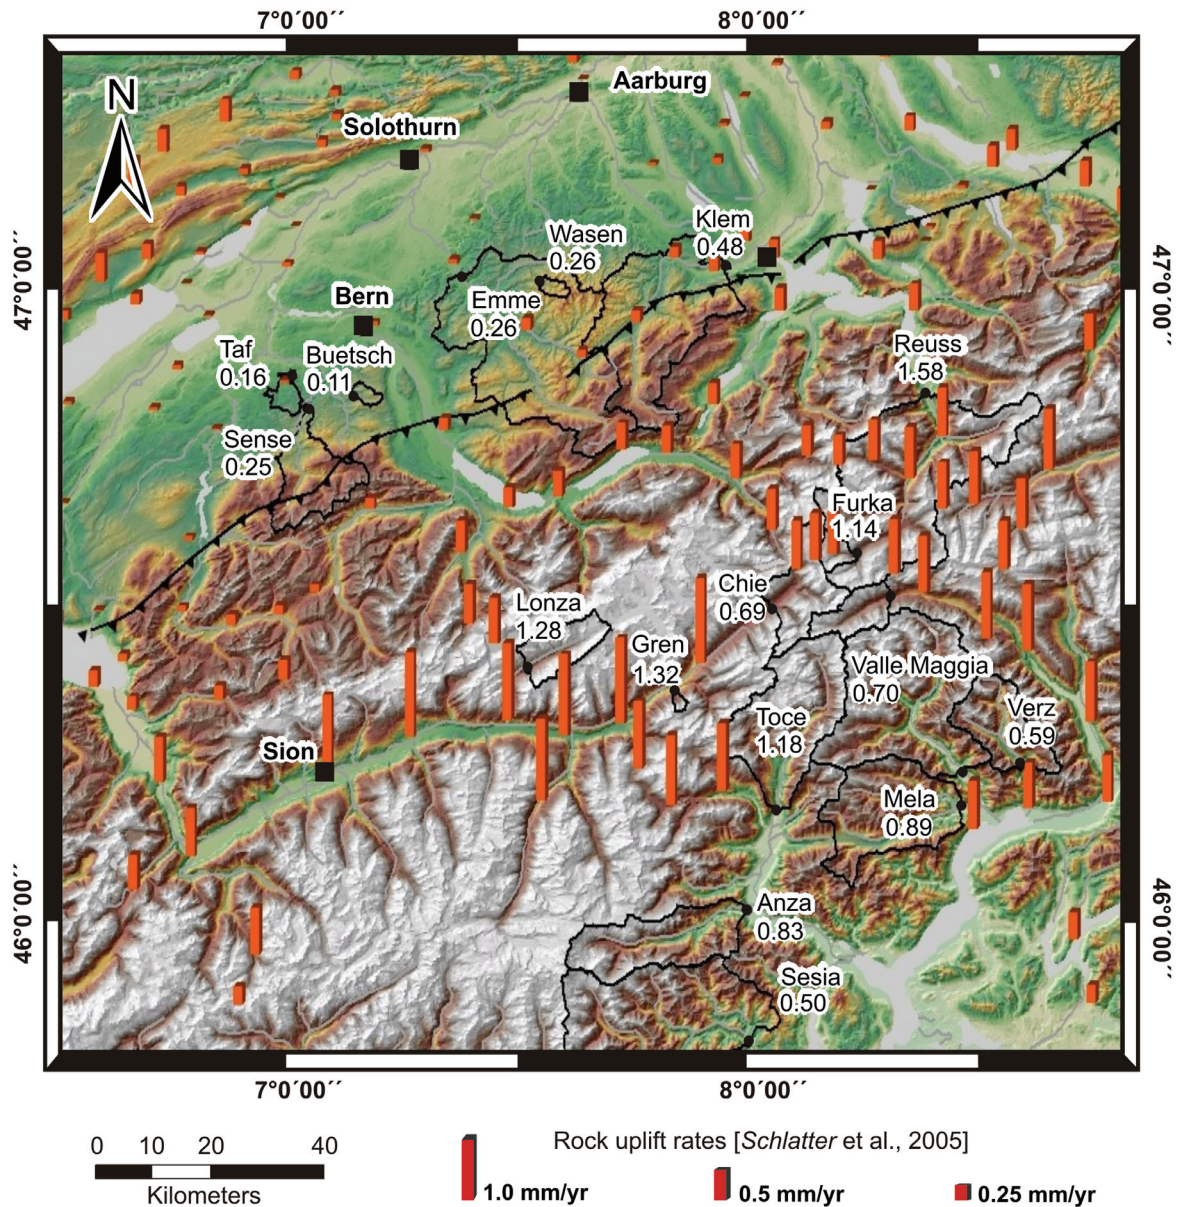 7°0´00´´ 8°0´00´´
N
Aarburg
Solothurn
Klem
0.48
Wasen
0.26
47°0´00´´
47°0´00´´
Bern
Emme
0.26
Reuss
1.58
Taf
0.16
Buetsch
0.11
Sense
0.25
Furka
1.14
Chie
0.69
Lonza
1.28
Gren
1.32
Valle Maggia
0.70
Toce
1.18
Verz
0.59
Sion
Mela
0.89
46°0´00´´
46°0´00´´
Anza
0.83
Sesia
0.50
7°0´00´´ 8°0´00´´
0 10 20 40
Kilometers
Rock uplift rates [Schlatter et al., 2005]
1.0 mm/yr 0.5 mm/yr 0.25 mm/yr